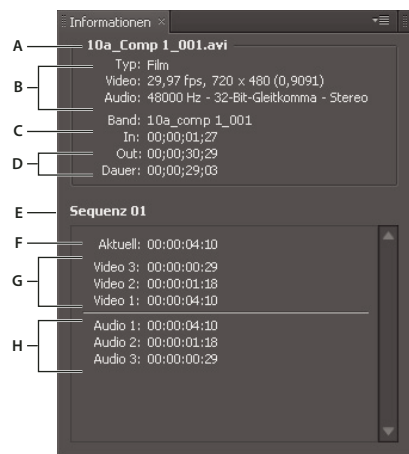 Informationen ×
A 10a_Comp 1_001.avi
Typ: Film
B Video: 29,97 fps, 720 x 480 (0,9091)
Audio: 48000 Hz - 32-Bit-Gleitkomma - Stereo
C Band: 10a_comp 1_001
In: 00;00;01;27
D Out: 00;00;30;29
Dauer: 00;00;29;03
E Sequenz 01
F Aktuell: 00:00:04:10
Video 3: 00:00:00:29
G Video 2: 00:00:01:18
Video 1: 00:00:04:10
Audio 1: 00:00:04:10
H Audio 2: 00:00:01:18
Audio 3: 00:00:00:29